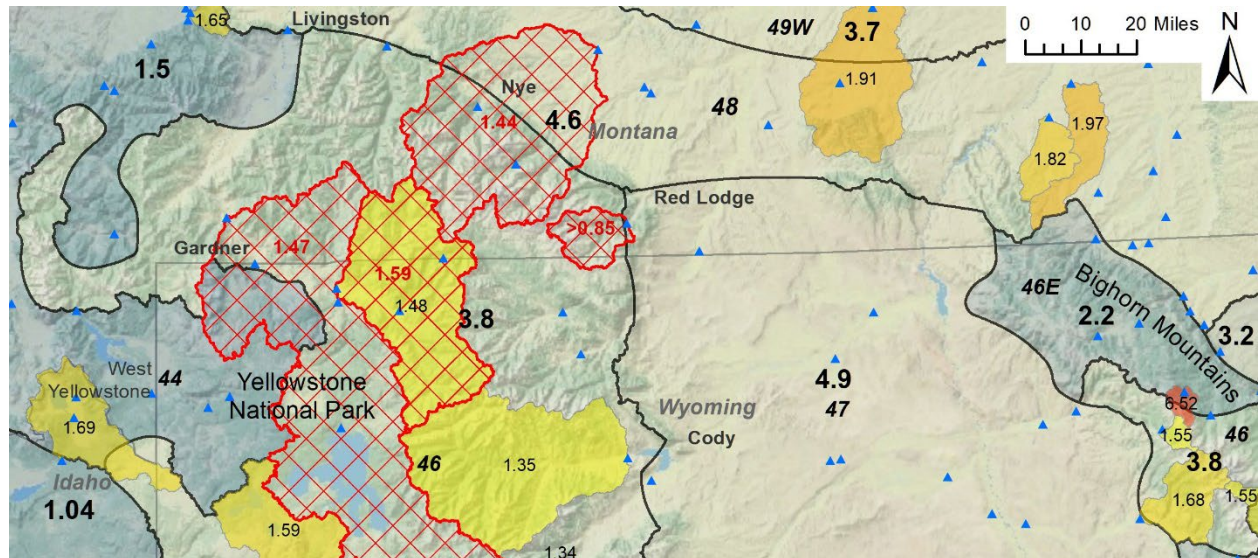 1.65
Livingston
49W
3.7
0 10 20 Miles
N
1.5
Nye
1.91
48
1.44
4.6
Montana
1.97
1.82
Red Lodge
>0.85
Gardner
1.47
1.59
1.48
3.8
46E
Bighorn Mountains
2.2
3.2
West
Yellowstone
44
Yellowstone
National Park
4.9
47
Wyoming
Cody
6.52
1.55
46
3.8
1.69
46
1.35
Idaho
1.04
1.59
1.34
1.68
1.55